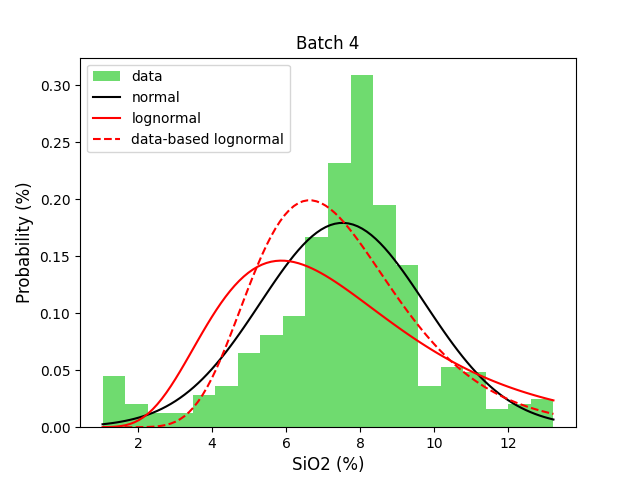 Batch 4
data
normal
lognormal
data-based lognormal
Probability (%)
0.30
0.25
0.20
0.15
0.10
0.05
0.00
2 4 6 8 10 12
SiO2 (%)